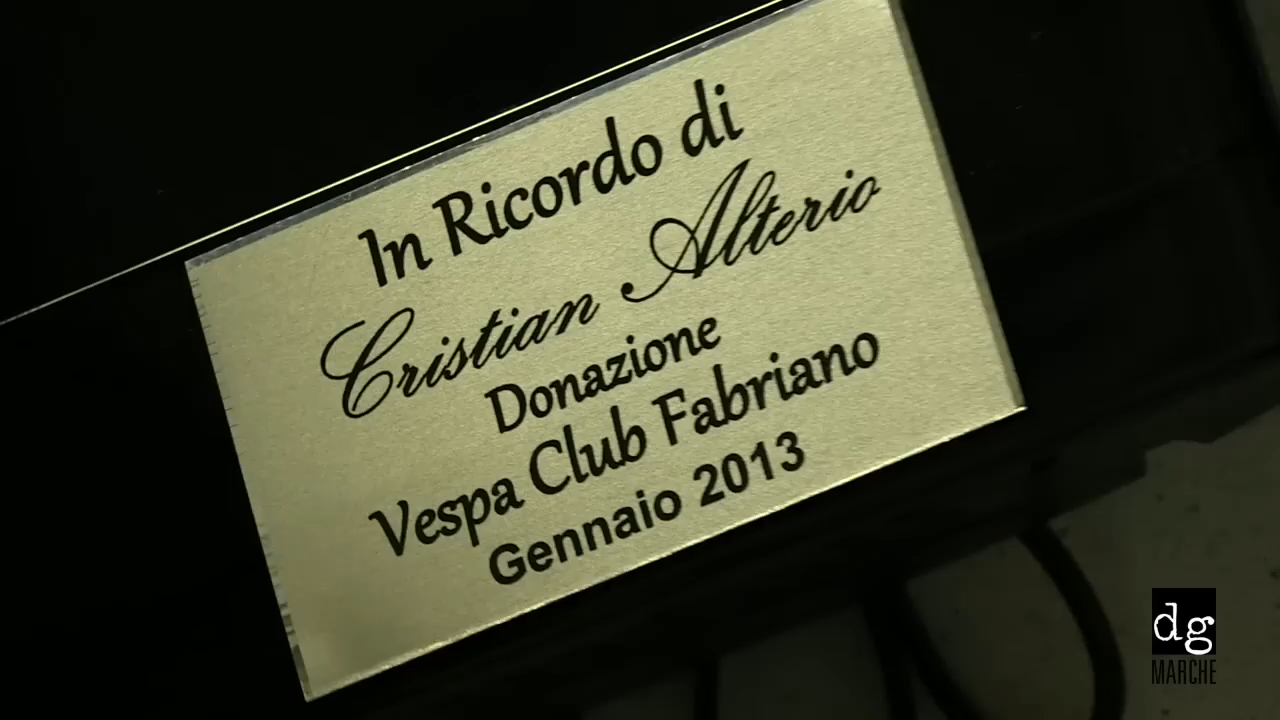 In Ricordo di
Cristian Alterio
Donazione
Vespa Club Fabriano
Gennaio 2013
dg
MARCHE